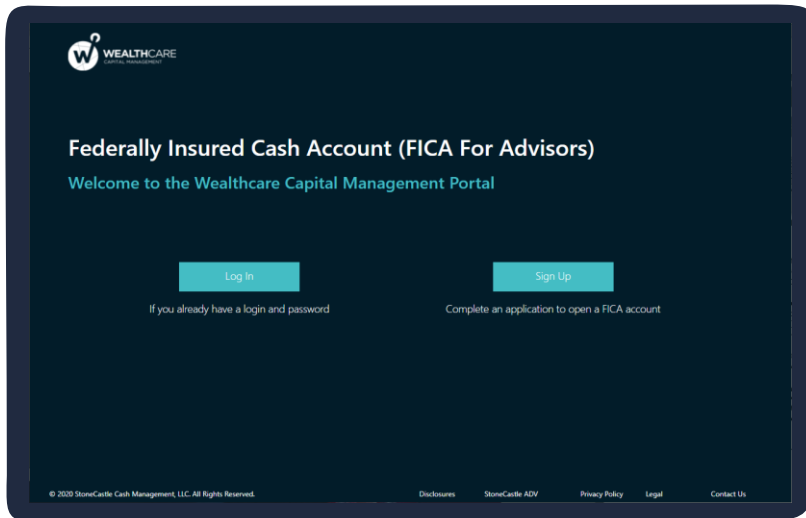 W
WEALTHCARE
CAPITAL MANAGEMENT
Federally Insured Cash Account (FICA For Advisors)
Welcome to the Wealthcare Capital Management Portal
Log In
Sign Up
If you already have a login and password
Complete an application to open a FICA account
© 2020 StoneCastle Cash Management, LLC. All Rights Reserved.
Disclosures
StoneCastle ADV
Privacy Policy
Legal
Contact Us